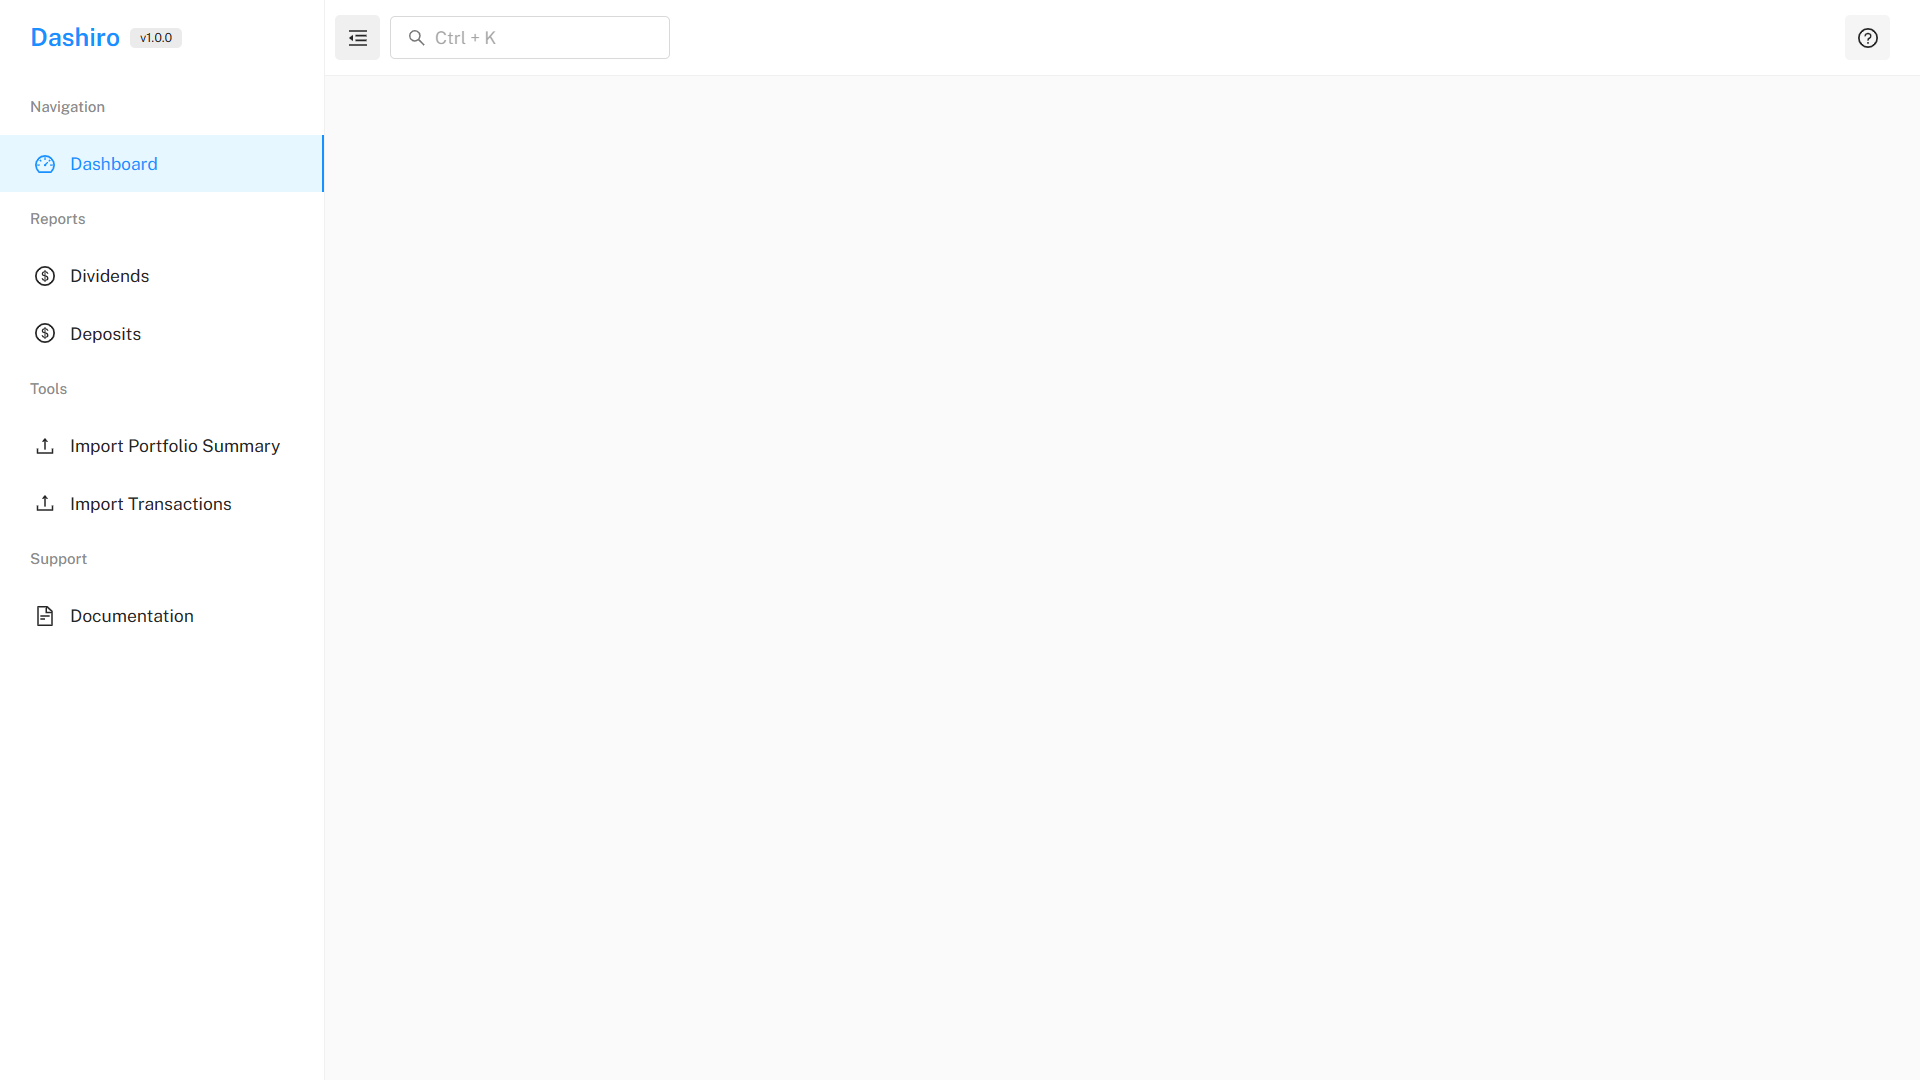 Dashiro v1.0.0
Ctrl + K
Navigation
Dashboard
Reports
Dividends
Deposits
Tools
Import Portfolio Summary
Import Transactions
Support
Documentation